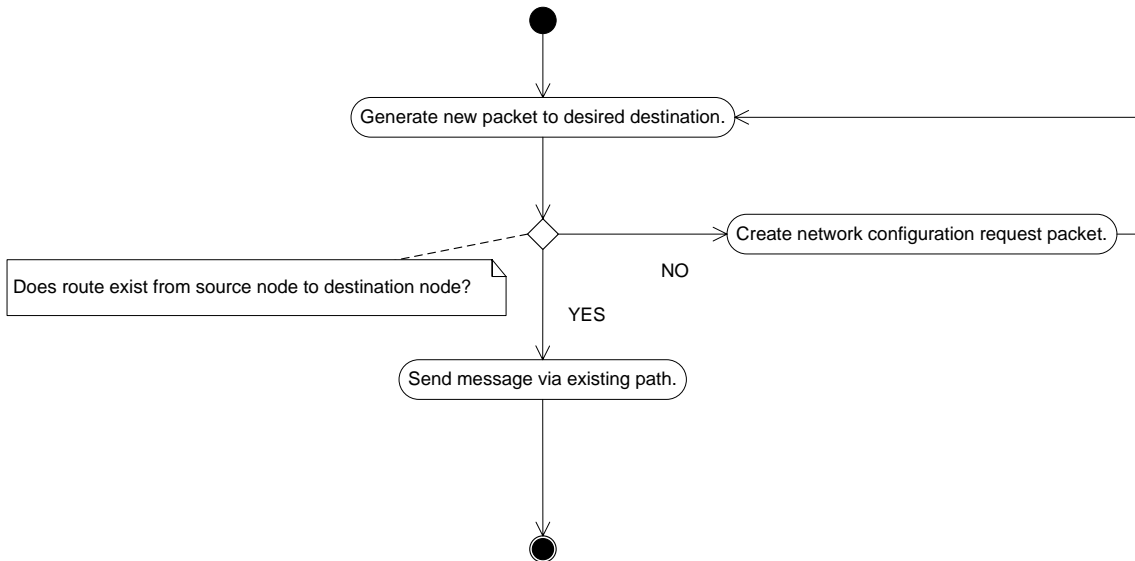 Generate new packet to desired destination.
Create network configuration request packet.
NO
Does route exist from source node to destination node?
YES
Send message via existing path.